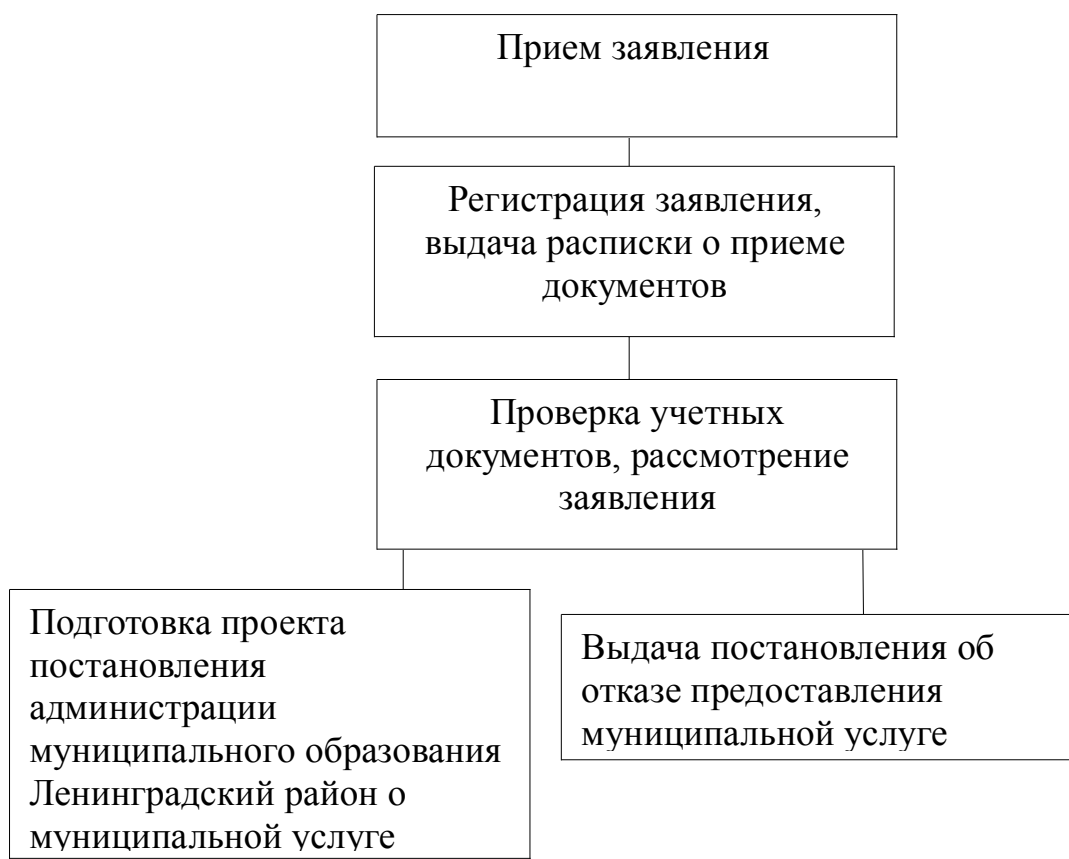 Прием заявления
Регистрация заявления,
выдача расписки о приеме
документов
Проверка учетных
документов, рассмотрение
заявления
Подготовка проекта
постановления
администрации
муниципального образования
Ленинградский район о
муниципальной услуге
Выдача постановления об
отказе предоставления
муниципальной услуге